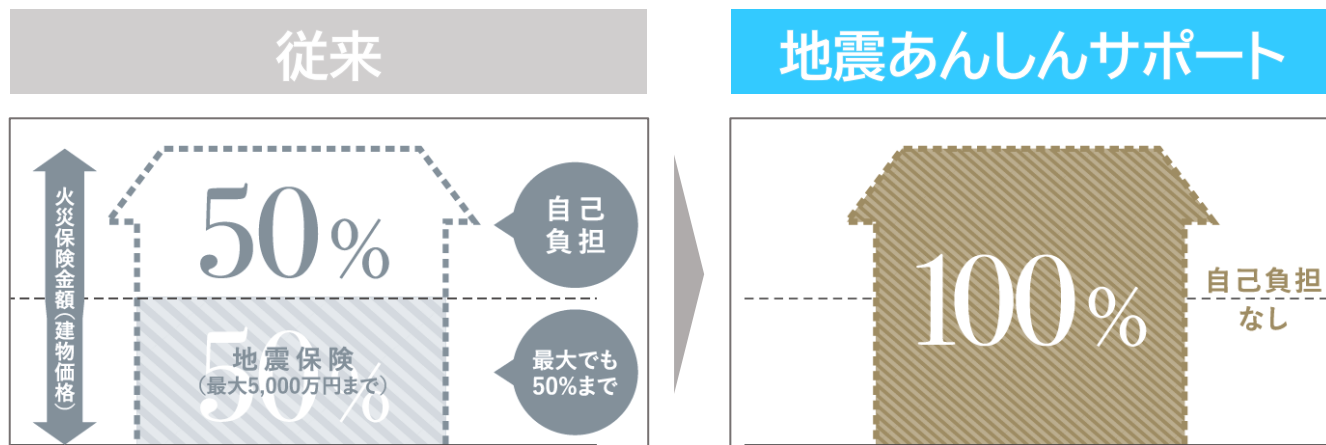 従来
火災保険金額(建物価格)
50%
自己
負担
50%
地震保険
(最大5,000万円まで)
最大でも
50%まで
地震あんしんサポート
100%
自己負担
なし